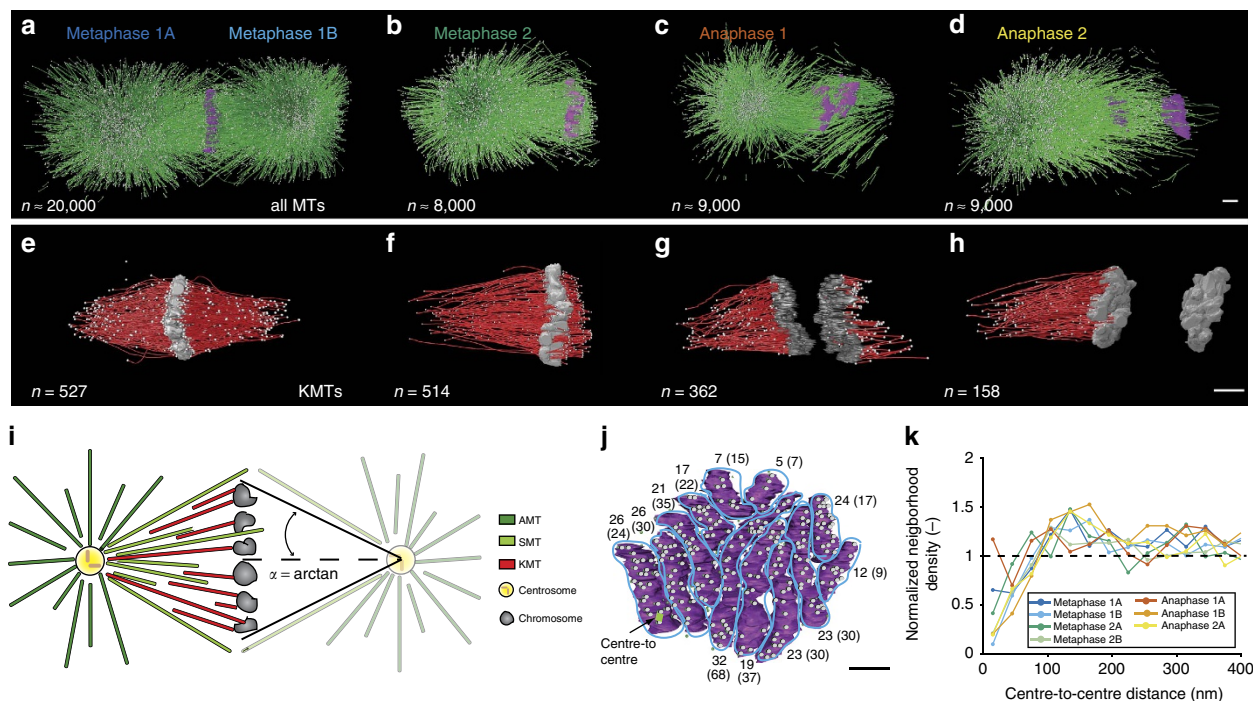 a
Metaphase 1A
Metaphase 1B
n ≈ 20,000
all MTs
b
Metaphase 2
n ≈ 8,000
c
Anaphase 1
n ≈ 9,000
d
Anaphase 2
n ≈ 9,000
e
n = 527
KMTs
f
n = 514
g
n = 362
h
n = 158
i
α = arctan
AMT
SMT
KMT
Centrosome
Chromosome
j
7 (15)
5 (7)
17
(22)
21
(35)
26
(30)
26
(24)
24 (17)
12 (9)
23
(30)
23 (30)
19
(37)
32
(68)
Centre-to
centre
k
Normalized neigborhood
density (–)
2
1.5
1
0.5
0
Metaphase 1A
Metaphase 1B
Metaphase 2A
Metaphase 2B
Anaphase 1A
Anaphase 1B
Anaphase 2A
0
100
200
300
400
Centre-to-centre distance (nm)